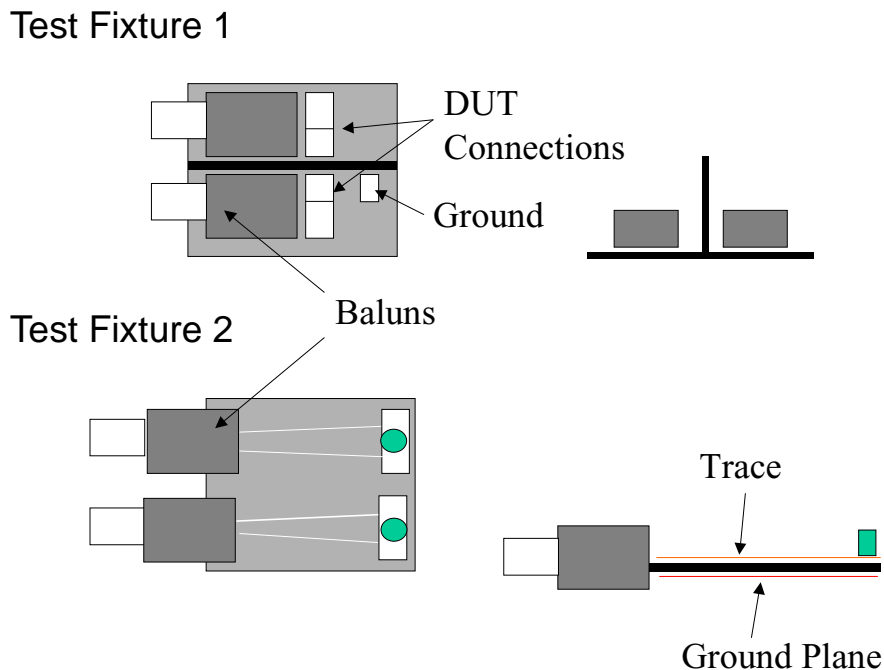 Test Fixture 1
DUT
Connections
Ground
Baluns
Test Fixture 2
Trace
Ground Plane